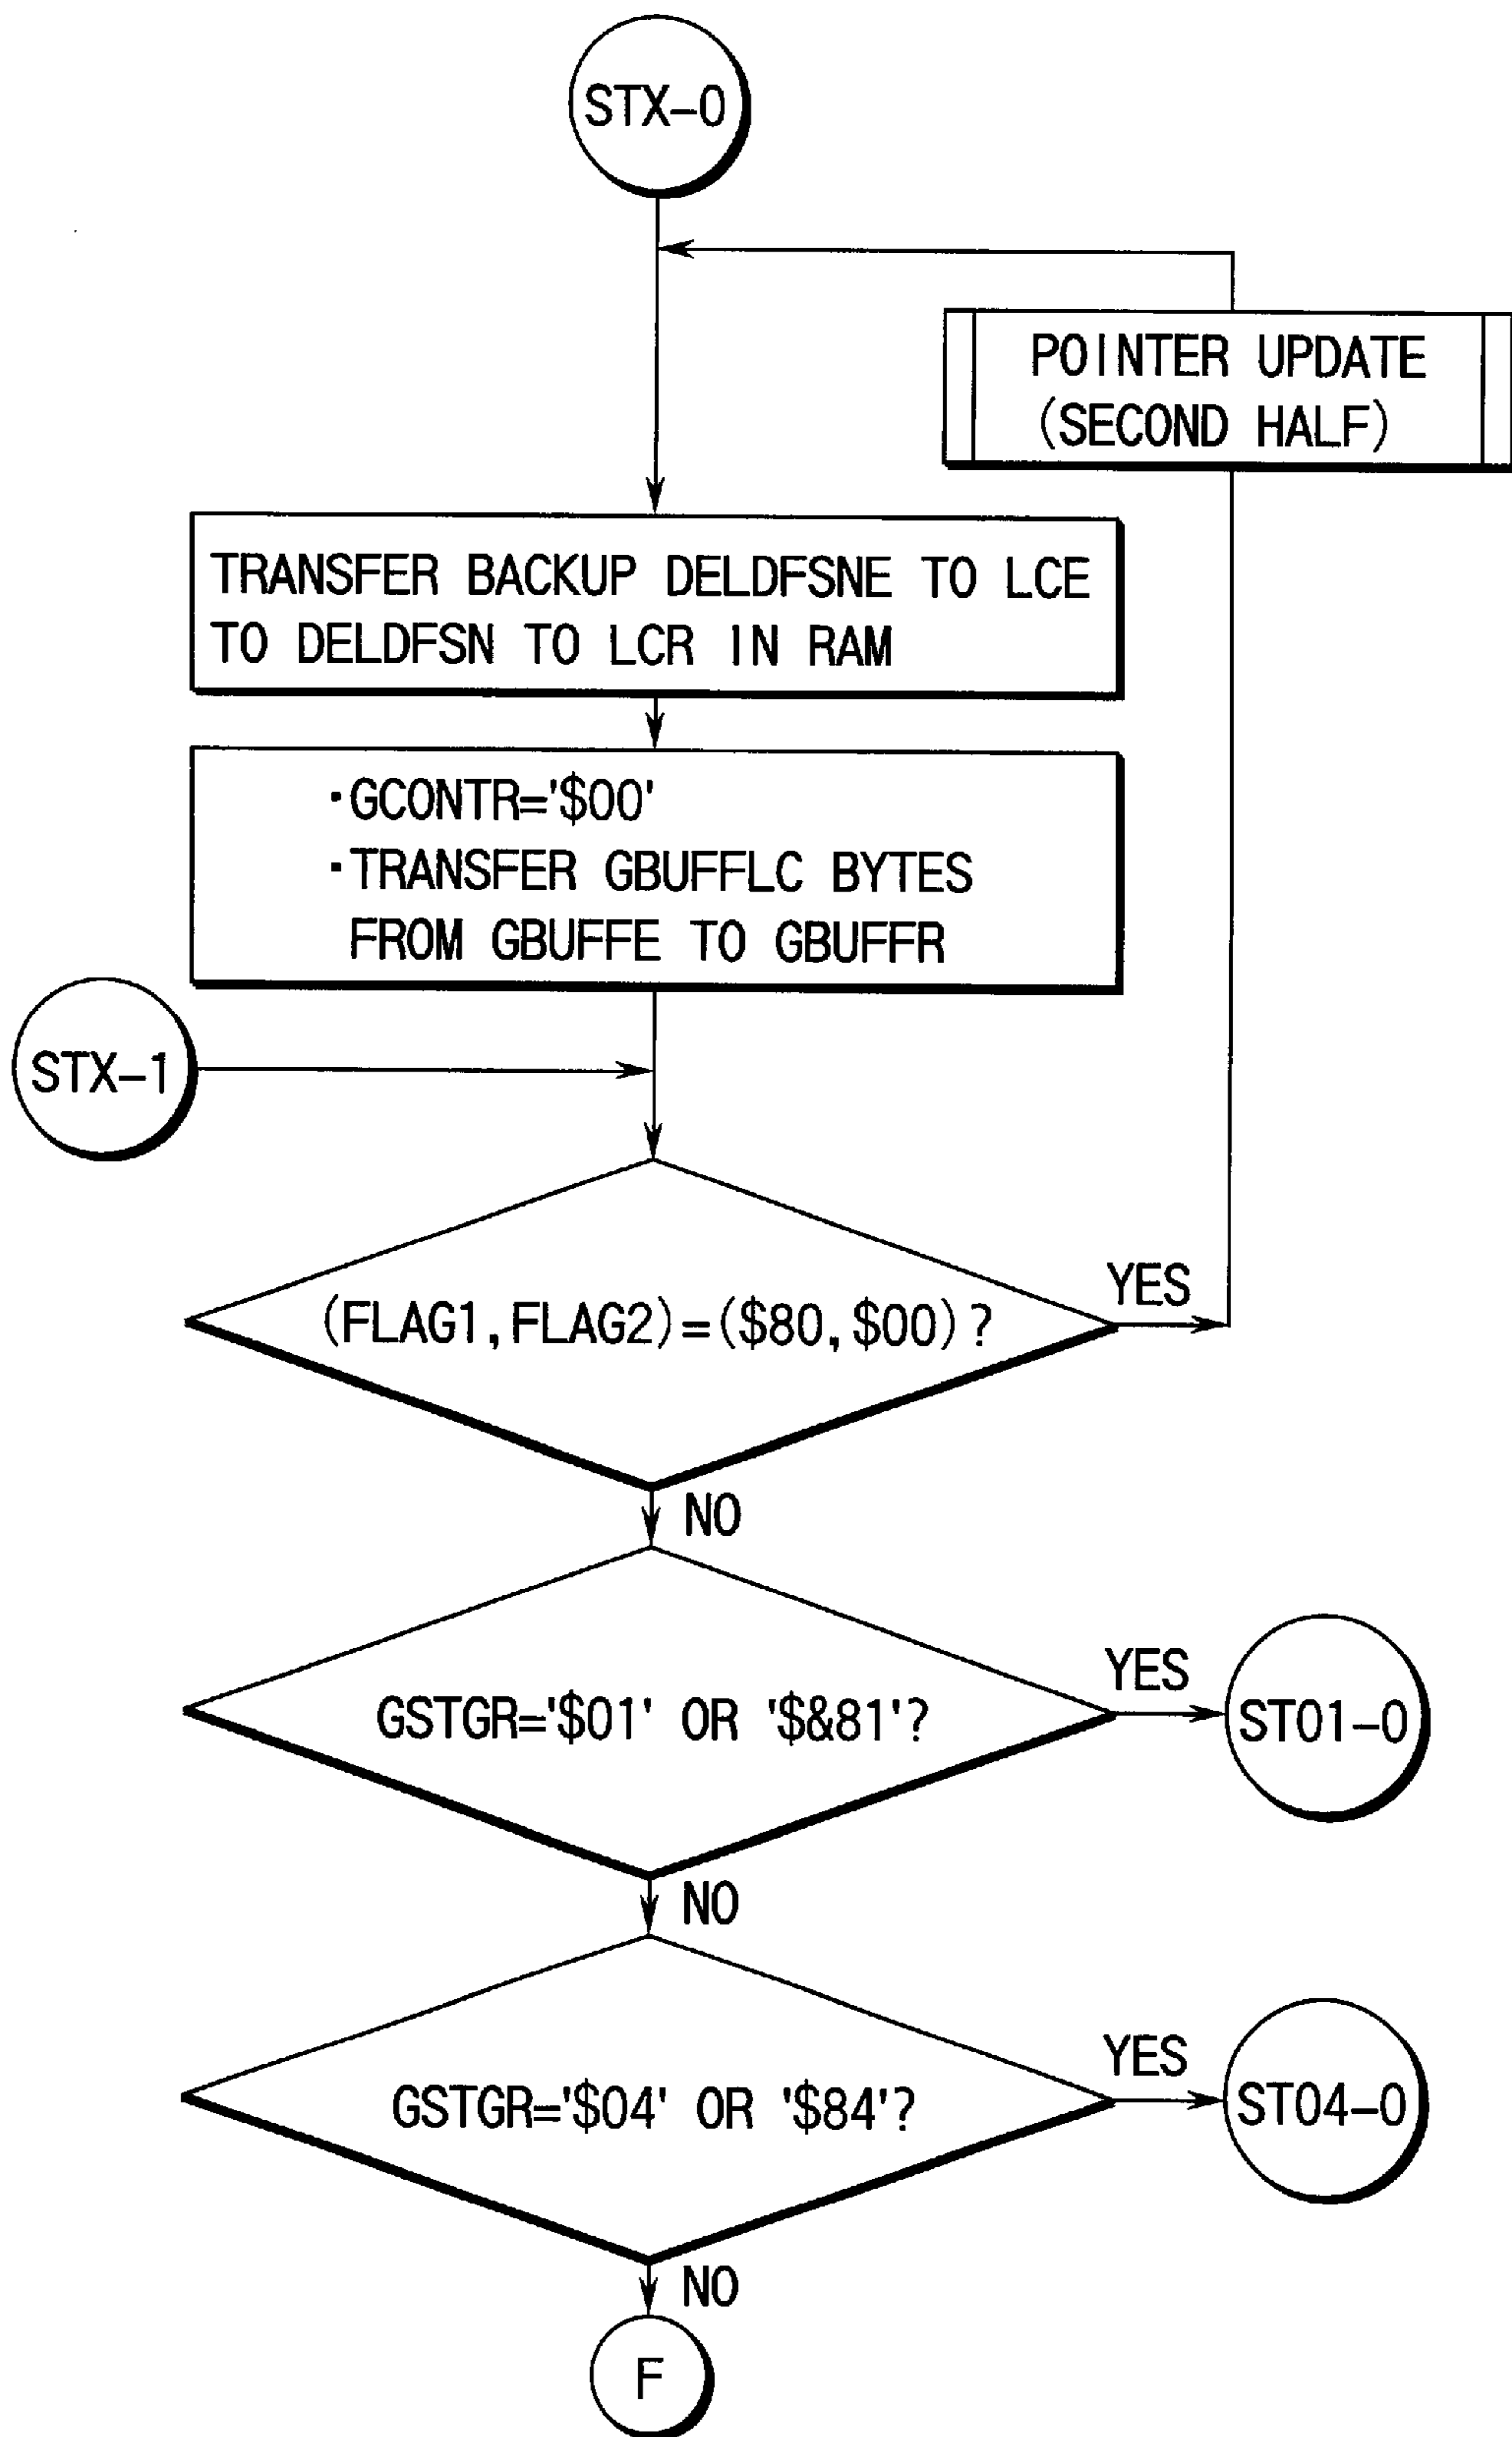 STX-0
POINTER UPDATE
(SECOND HALF)
TRANSFER BACKUP DELDFSNE TO LCE
TO DELDFSN TO LCR IN RAM
·GCONTR='$00'
·TRANSFER GBUFFLC BYTES
FROM GBUFFE TO GBUFFR
STX-1
(FLAG1,FLAG2)=($80,$00)?
YES
NO
GSTGR='$01' OR '$&81'?
YES
ST01-0
NO
GSTGR='$04' OR '$84'?
YES
ST04-0
NO
F